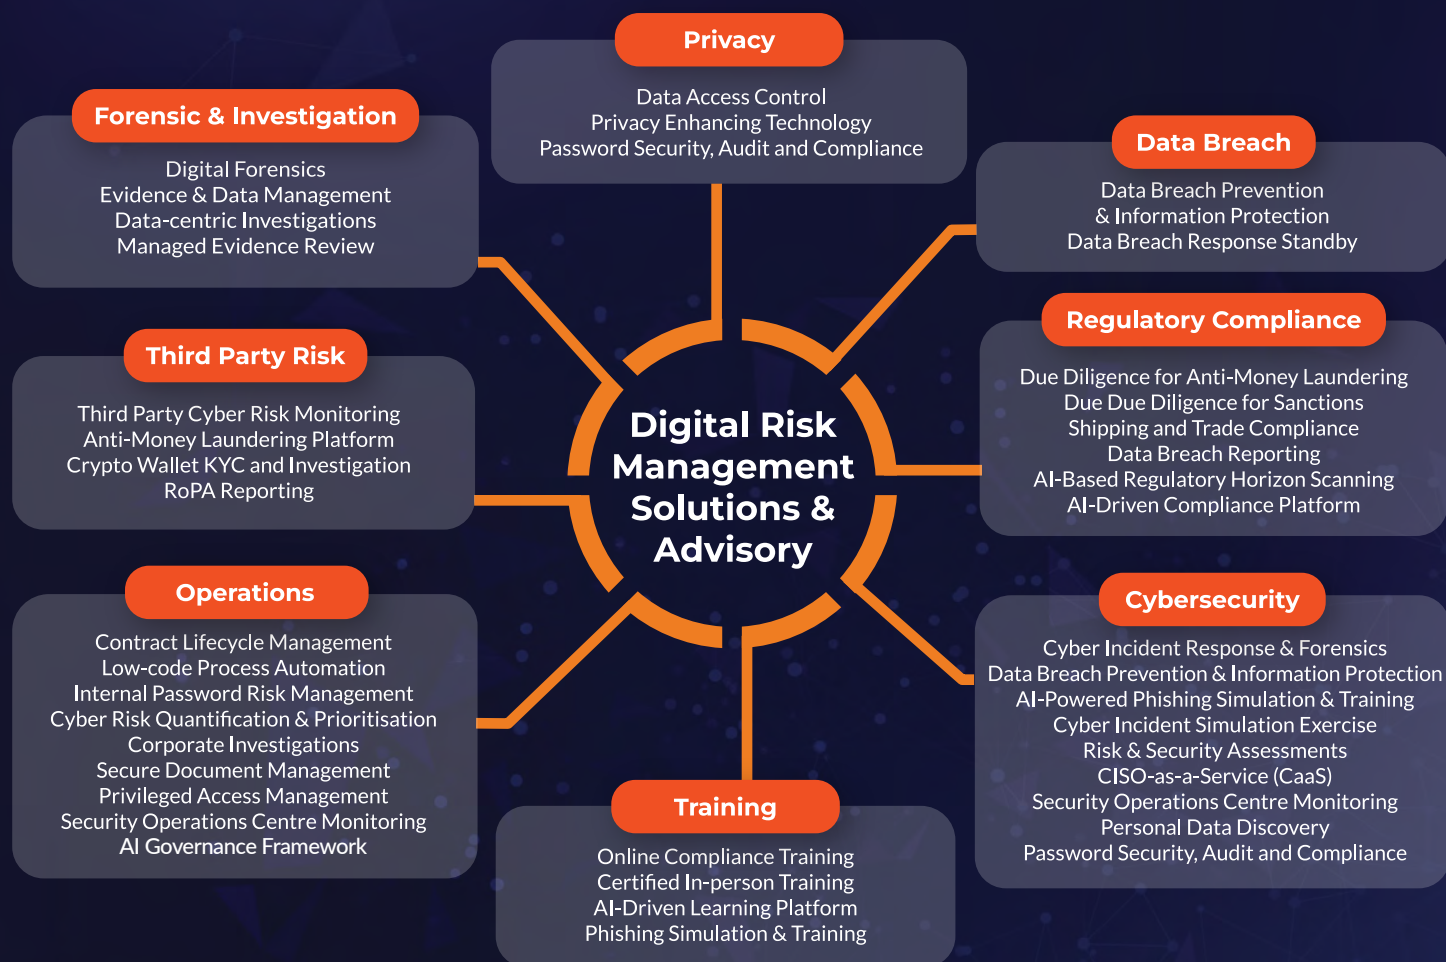 Privacy
Data Access Control
Privacy Enhancing Technology
Password Security, Audit and Compliance
Forensic & Investigation
Digital Forensics
Evidence & Data Management
Data-centric Investigations
Managed Evidence Review
Data Breach
Data Breach Prevention
& Information Protection
Data Breach Response Standby
Third Party Risk
Third Party Cyber Risk Monitoring
Anti-Money Laundering Platform
Crypto Wallet KYC and Investigation
RoPA Reporting
Digital Risk
Management
Solutions &
Advisory
Regulatory Compliance
Due Diligence for Anti-Money Laundering
Due Due Diligence for Sanctions
Shipping and Trade Compliance
Data Breach Reporting
AI-Based Regulatory Horizon Scanning
AI-Driven Compliance Platform
Operations
Contract Lifecycle Management
Low-code Process Automation
Internal Password Risk Management
Cyber Risk Quantification & Prioritisation
Corporate Investigations
Secure Document Management
Privileged Access Management
Security Operations Centre Monitoring
AI Governance Framework
Cybersecurity
Cyber Incident Response & Forensics
Data Breach Prevention & Information Protection
AI-Powered Phishing Simulation & Training
Cyber Incident Simulation Exercise
Risk & Security Assessments
CISO-as-a-Service (CaaS)
Security Operations Centre Monitoring
Personal Data Discovery
Password Security, Audit and Compliance
Training
Online Compliance Training
Certified In-person Training
AI-Driven Learning Platform
Phishing Simulation & Training